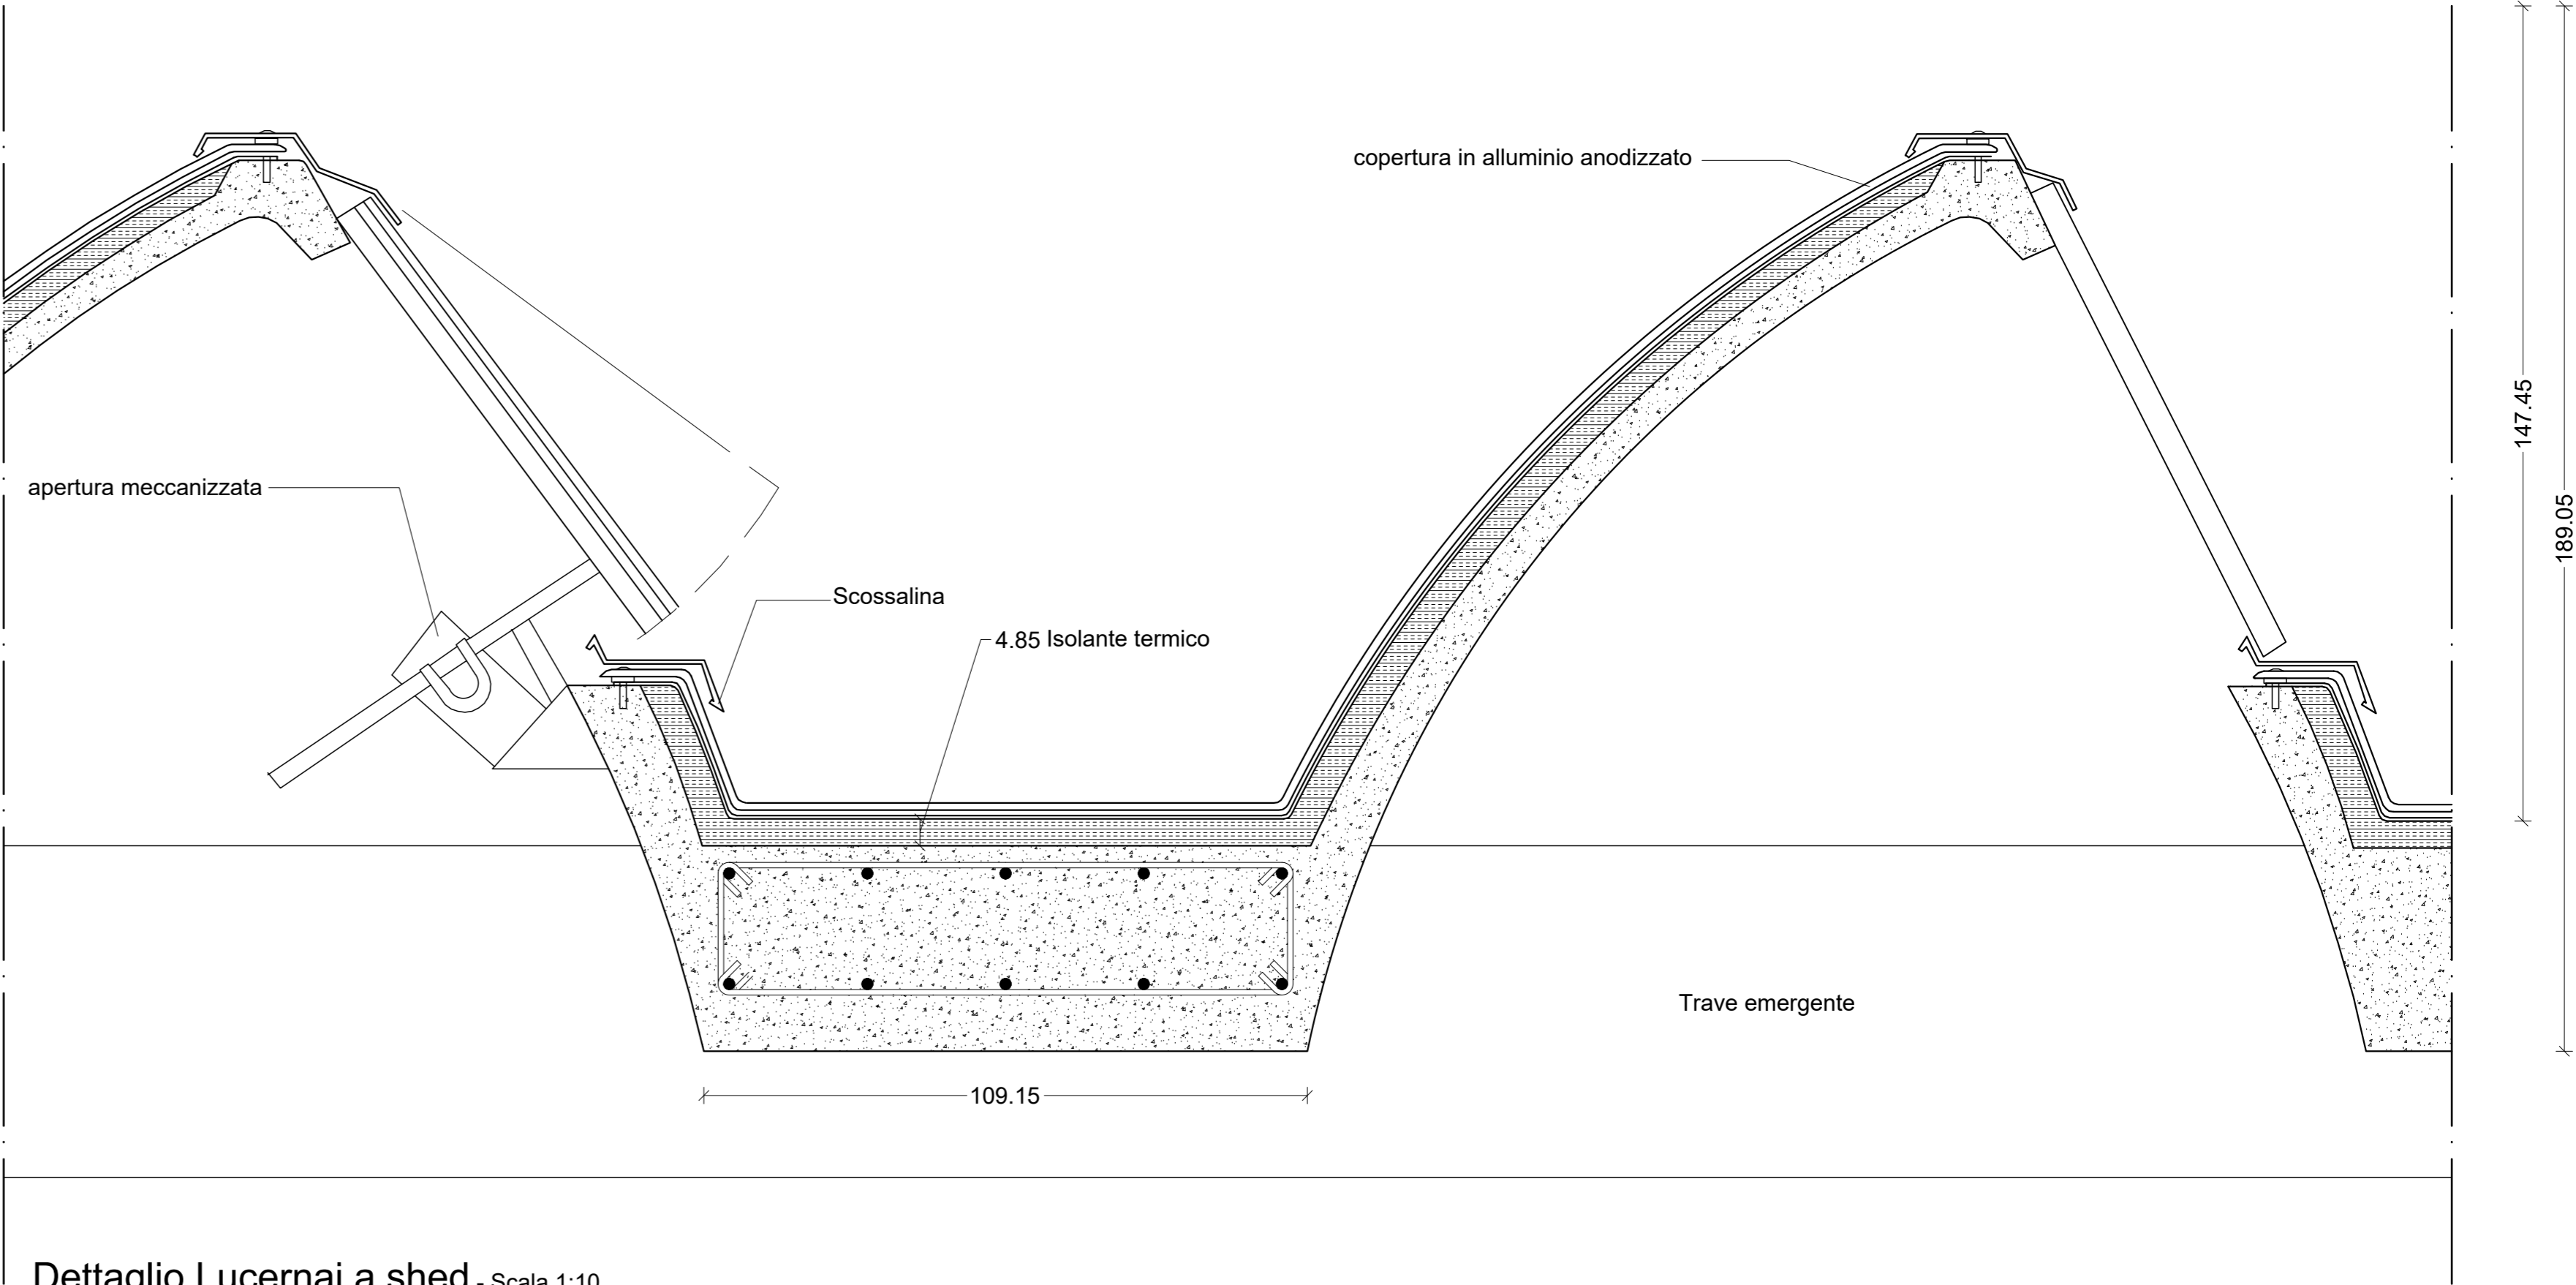 copertura in alluminio anodizzato
147.45
189.05
apertura meccanizzata
Scossalina
4.85 Isolante termico
Trave emergente
109.15
Dettaglio Lucernai a shed - Scala 1:10